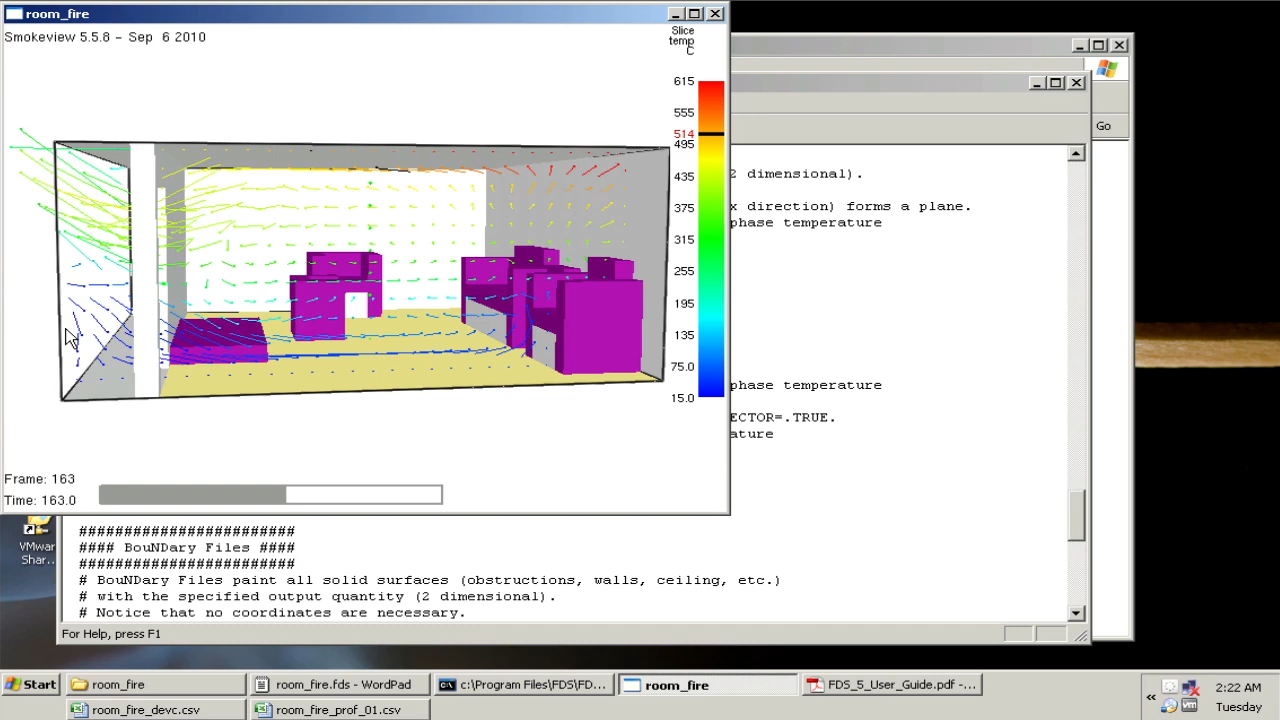 room_fire
Smokeview 5.5.8 - Sep 6 2010
Slice
temp
C
615
555
514
495
435
375
315
255
195
135
75.0
15.0
Frame: 163
Time: 163.0
Go
2 dimensional).
x direction) forms a plane.
phase temperature
phase temperature
ECTOR=.TRUE.
ature
########################
#### BouNDary Files ####
########################
# BouNDary Files paint all solid surfaces (obstructions, walls, ceiling, etc.)
# with the specified output quantity (2 dimensional).
# Notice that no coordinates are necessary.
VMwar
Shar..
For Help, press F1
Start
room_fire
room_fire.fds - WordPad
c:\Program Files\FDS\FD...
room_fire
FDS_5_User_Guide.pdf -...
room_fire_devc.csv
room_fire_prof_01.csv
«
2:22 AM
Tuesday